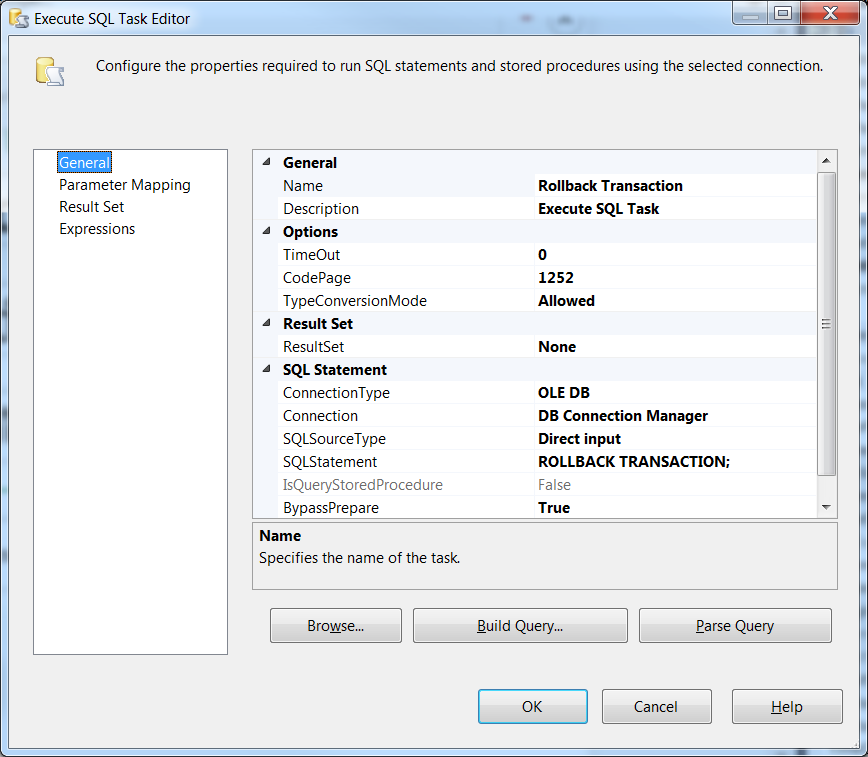 Execute SQL Task Editor
Configure the properties required to run SQL statements and stored procedures using the selected connection.
General
Parameter Mapping
Result Set
Expressions
General
Name Rollback Transaction
Description Execute SQL Task
Options
TimeOut 0
CodePage 1252
TypeConversionMode Allowed
Result Set
ResultSet None
SQL Statement
ConnectionType OLE DB
Connection DB Connection Manager
SQLSourceType Direct input
SQLStatement ROLLBACK TRANSACTION;
IsQueryStoredProcedure False
BypassPrepare True
Name
Specifies the name of the task.
Browse... Build Query... Parse Query
OK Cancel Help